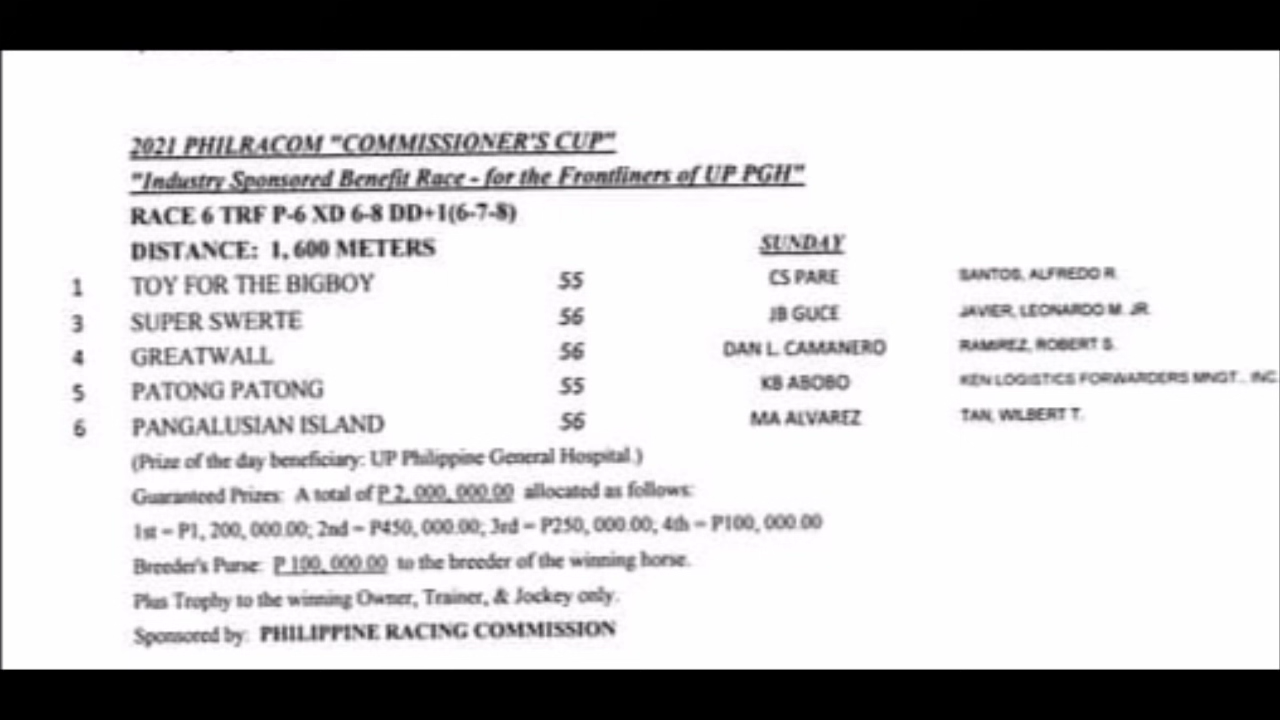 2021 PHILRACOM "COMMISSIONER'S CUP"
"Industry Sponsored Benefit Race - for the Frontliners of UP PGH"
RACE 6 TRF P-6 XD 6-8 DD+1(6-7-8)
DISTANCE: 1, 600 METERS SUNDAY
1 TOY FOR THE BIGBOY 55 CS PARE SANTOS, ALFREDO R.
3 SUPER SWERTE 56 JB GUCE JAVIER, LEONARDO M. JR.
4 GREATWALL 56 DAN L. CAMANERO RAMIREZ, ROBERT S.
5 PATONG PATONG 55 KB ABOBO KEN LOGISTICS FORWARDERS MNGT., INC.
6 PANGALUSIAN ISLAND 56 MA ALVAREZ TAN, WILBERT T.
(Prize of the day beneficiary: UP Philippine General Hospital.)
Guaranteed Prizes: A total of P 2, 000, 000.00 allocated as follows:
1st – P1, 200, 000.00; 2nd – P450, 000.00; 3rd – P250, 000.00; 4th – P100, 000.00
Breeder's Purse: P 100, 000.00 to the breeder of the winning horse.
Plus Trophy to the winning Owner, Trainer, & Jockey only.
Sponsored by: PHILIPPINE RACING COMMISSION